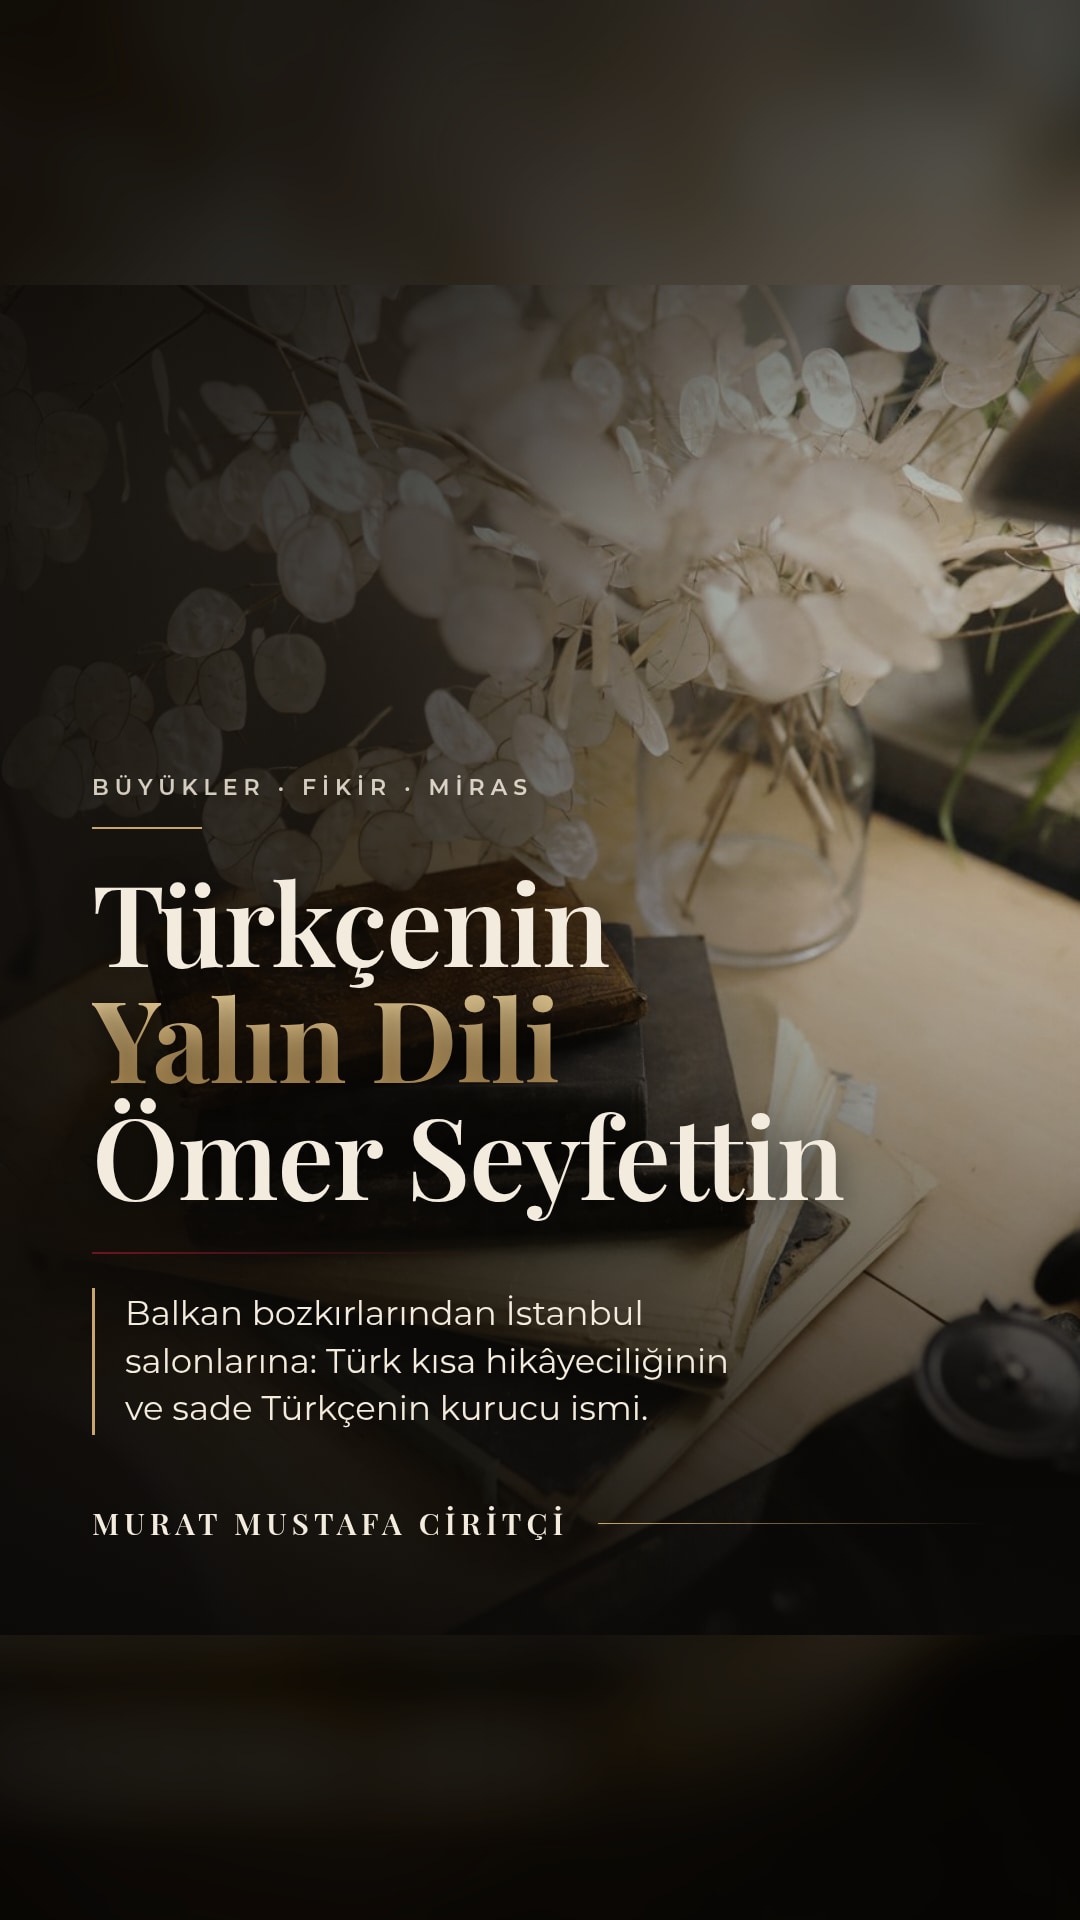 BÜYÜKLER · FİKİR · MİRAS
Türkçenin
Yalın Dili
Ömer Seyfettin
Balkan bozkırlarından İstanbul
salonlarına: Türk kısa hikâyeciliğinin
ve sade Türkçenin kurucu ismi.
MURAT MUSTAFA CİRİTÇİ